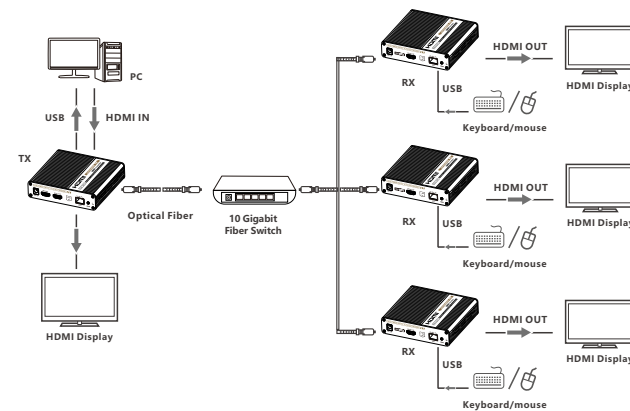 PC
USB
HDMI IN
TX
Optical Fiber
10 Gigabit
Fiber Switch
HDMI Display
HDMI OUT
RX
USB
HDMI Display
Keyboard/mouse
HDMI OUT
RX
USB
HDMI Display
Keyboard/mouse
HDMI OUT
RX
USB
HDMI Display
Keyboard/mouse